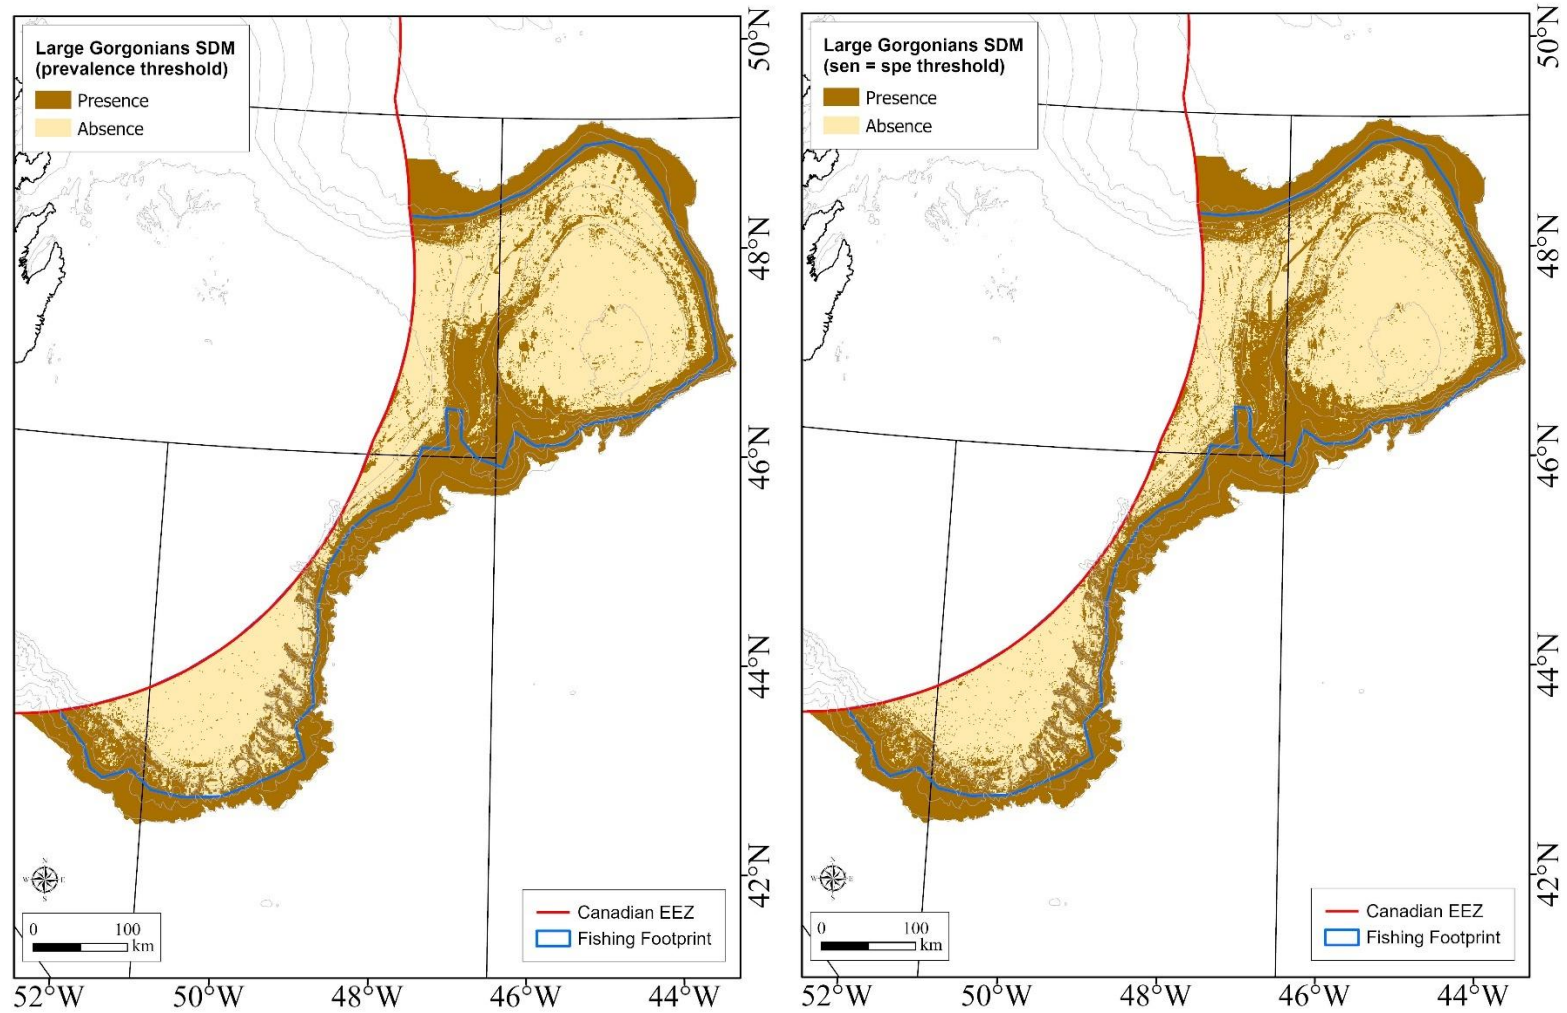 Large Gorgonians SDM
(prevalence threshold)
Presence
Absence
50°N
48°N
46°N
44°N
42°N
N
W E
S
0 100
km
Canadian EEZ
Fishing Footprint
52°W 50°W 48°W 46°W 44°W
Large Gorgonians SDM
(sen = spe threshold)
Presence
Absence
50°N
48°N
46°N
44°N
42°N
N
W E
S
0 100
km
Canadian EEZ
Fishing Footprint
52°W 50°W 48°W 46°W 44°W